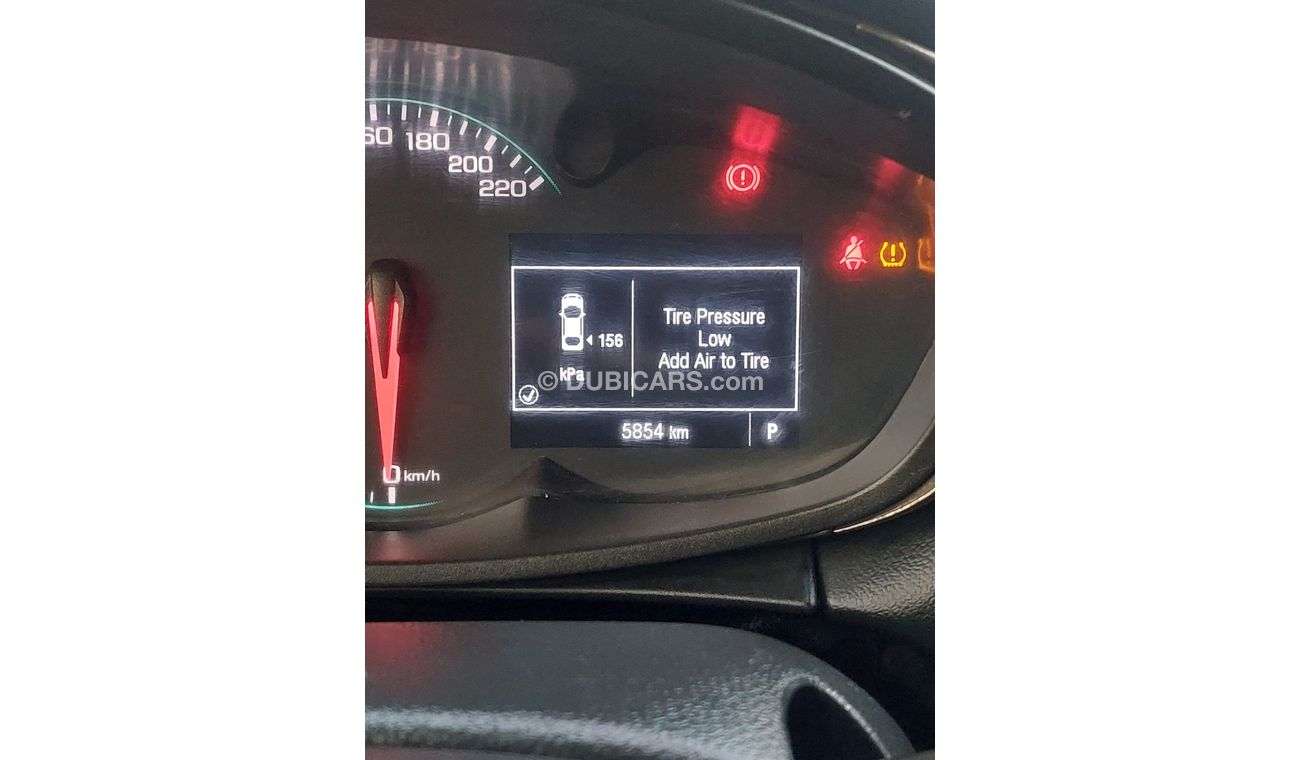 180
200
220
156
kPa
Tire Pressure
Low
Add Air to Tire
© DUBICARS.com
5854 km
P
0 km/h